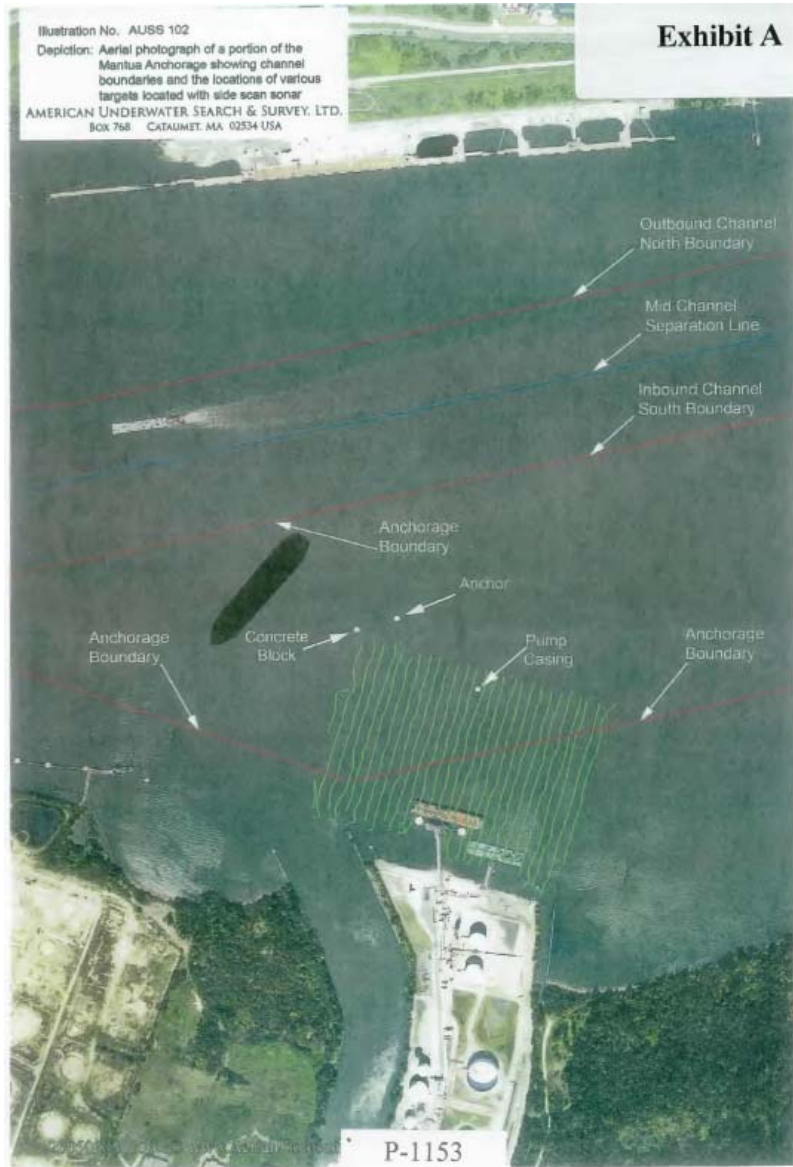 Illustration No. AUSS 102
Depiction: Aerial photograph of a portion of the
Mantua Anchorage showing channel
boundaries and the locations of various
targets located with side scan sonar
AMERICAN UNDERWATER SEARCH & SURVEY, LTD.
BOX 768 CATAUMET, MA 02534 USA
Exhibit A
Outbound Channel
North Boundary
Mid Channel
Separation Line
Inbound Channel
South Boundary
Anchorage
Boundary
Anchor
Concrete
Block
Anchorage
Boundary
Pump
Casing
Anchorage
Boundary
P-1153